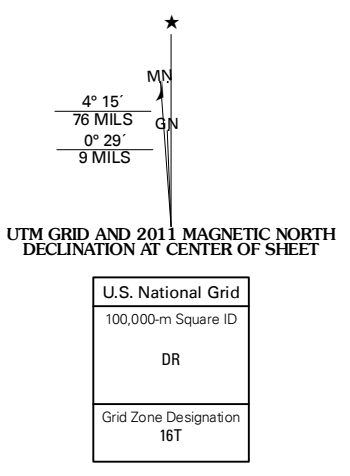 ★
MN
4° 15´
76 MILS
GN
0° 29´
9 MILS
UTM GRID AND 2011 MAGNETIC NORTH
DECLINATION AT CENTER OF SHEET
U.S. National Grid
100,000-m Square ID
DR
Grid Zone Designation
16T